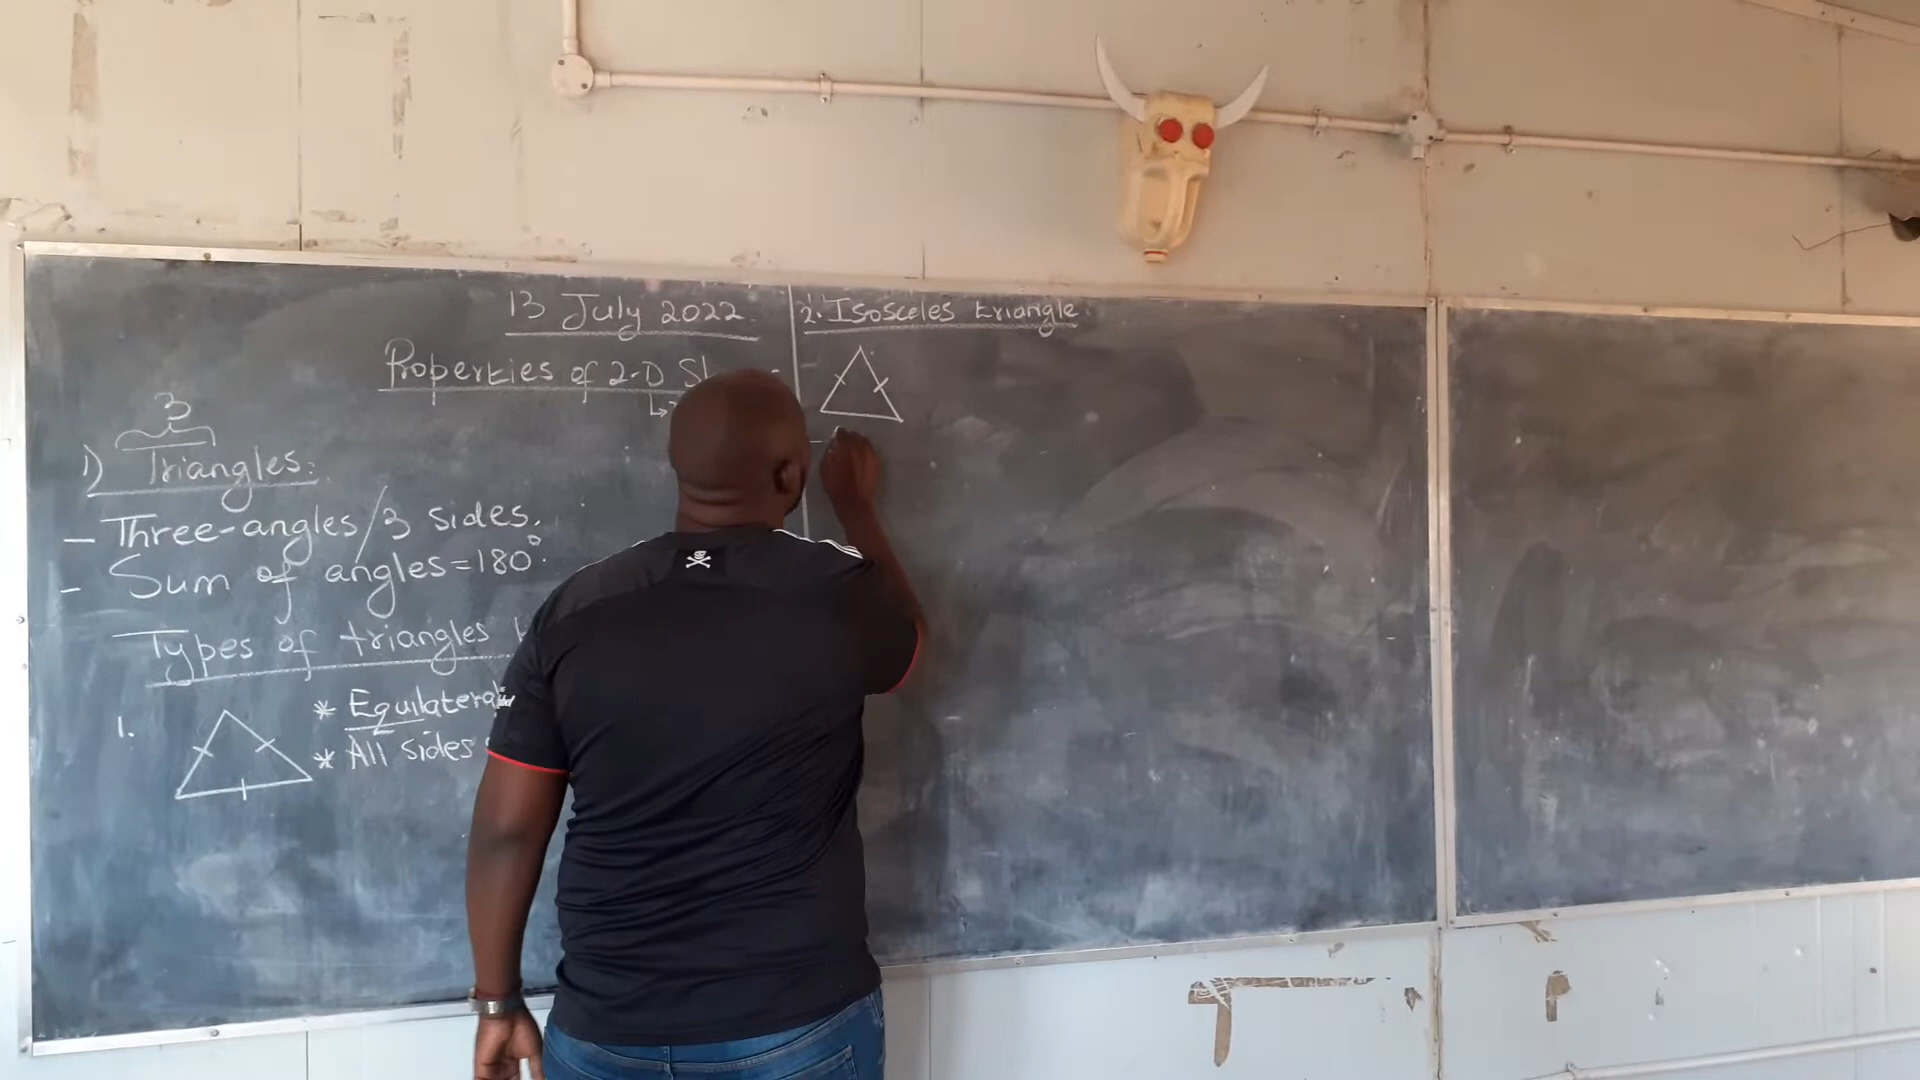 13 July 2022
Properties of 2-D
3
1) Triangles:
- Three-angles/3 sides.
- Sum of angles=180°.
Types of triangles
1.
* Equilateral
* All sides
2. Isosceles triangle